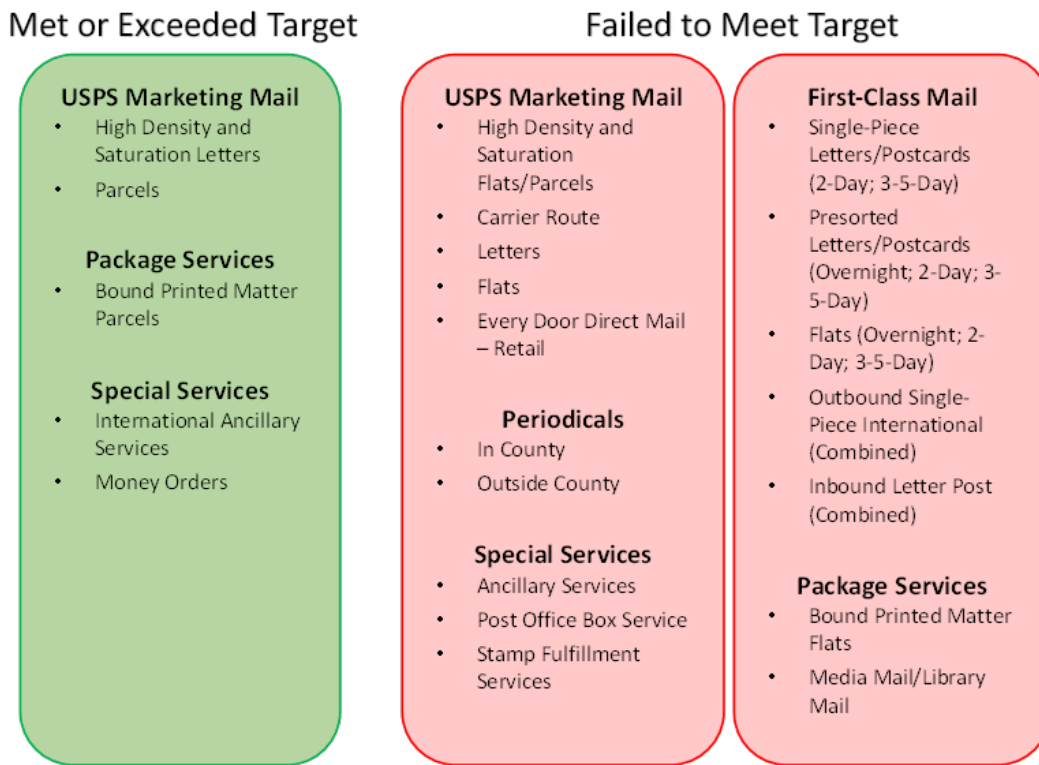 Met or Exceeded Target
USPS Marketing Mail
• High Density and
Saturation Letters
• Parcels
Package Services
• Bound Printed Matter
Parcels
Special Services
• International Ancillary
Services
• Money Orders
Failed to Meet Target
USPS Marketing Mail
• High Density and
Saturation
Flats/Parcels
• Carrier Route
• Letters
• Flats
• Every Door Direct Mail
– Retail
Periodicals
• In County
• Outside County
Special Services
• Ancillary Services
• Post Office Box Service
• Stamp Fulfillment
Services
First-Class Mail
• Single-Piece
Letters/Postcards
(2-Day; 3-5-Day)
• Presorted
Letters/Postcards
(Overnight; 2-Day; 3-
5-Day)
• Flats (Overnight; 2-
Day; 3-5-Day)
• Outbound Single-
Piece International
(Combined)
• Inbound Letter Post
(Combined)
Package Services
• Bound Printed Matter
Flats
• Media Mail/Library
Mail